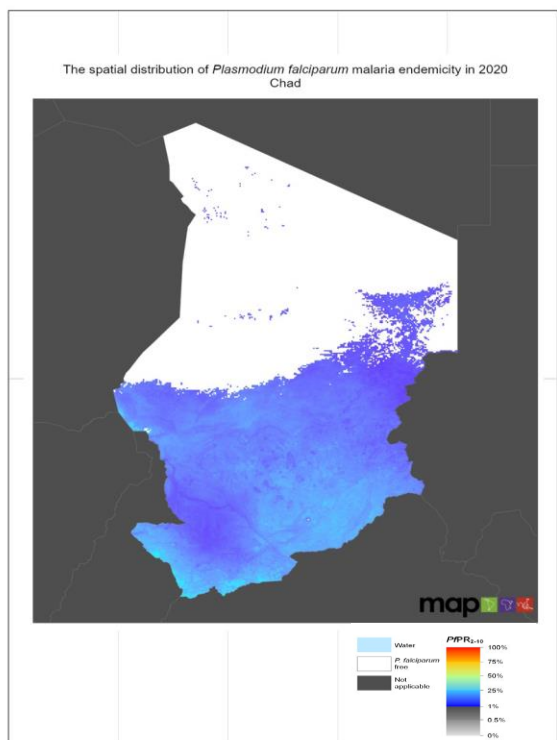 The spatial distribution of Plasmodium falciparum malaria endemicity in 2020
Chad
map
Water
P. falciparum
free
Not
applicable
PfPR2-10
100%
75%
50%
25%
1%
0.5%
0%